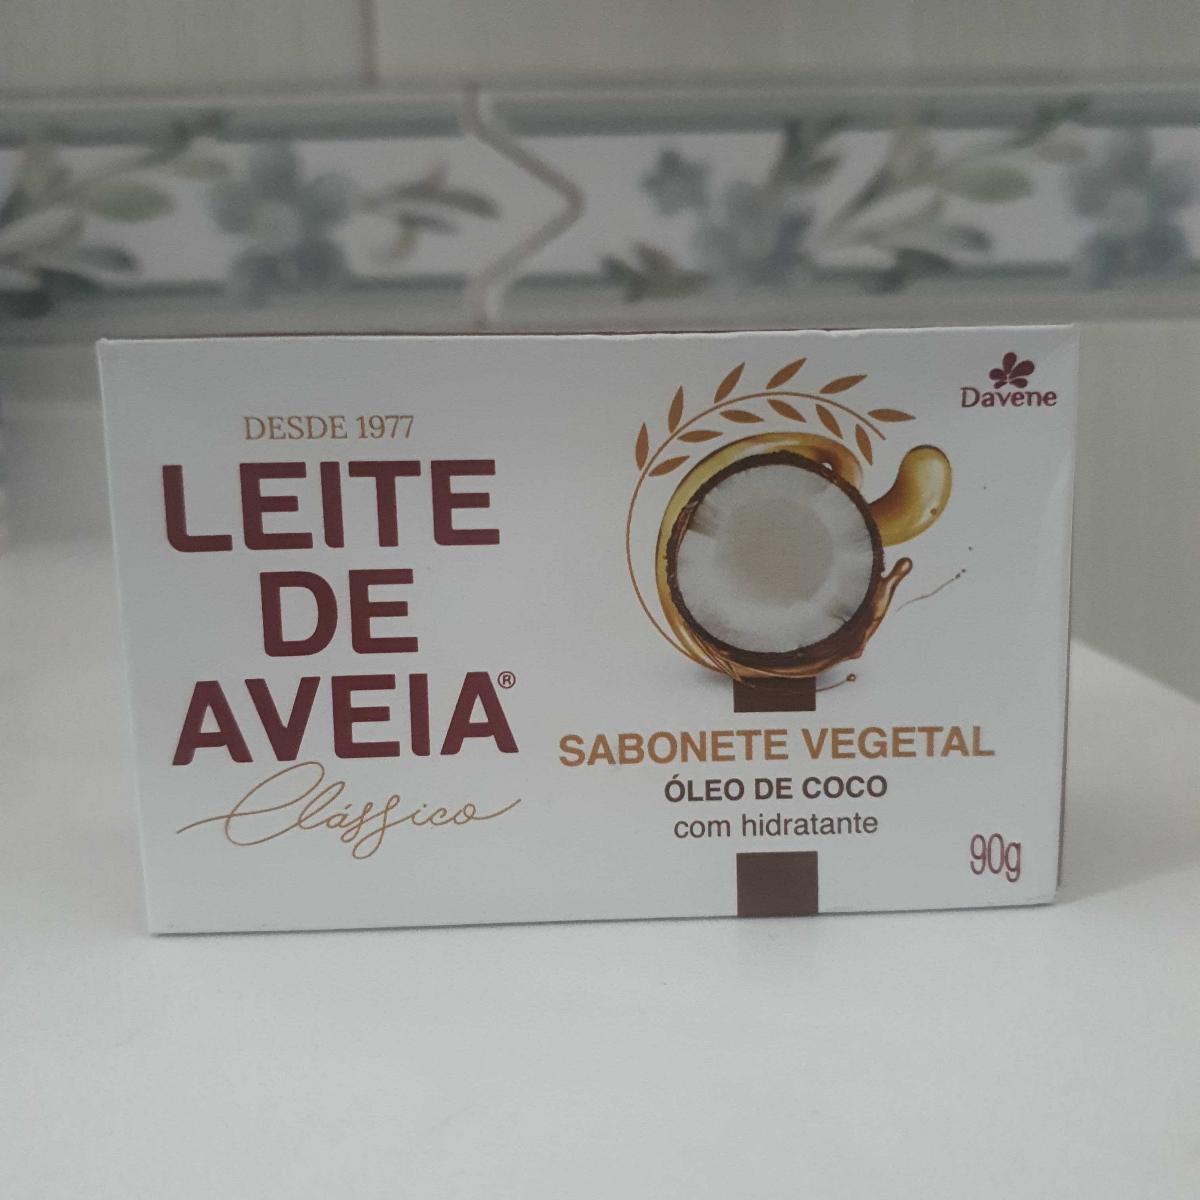 DESDE 1977
LEITE
DE
AVEIA®
Clássico
Davene
SABONETE VEGETAL
ÓLEO DE COCO
com hidratante
90g